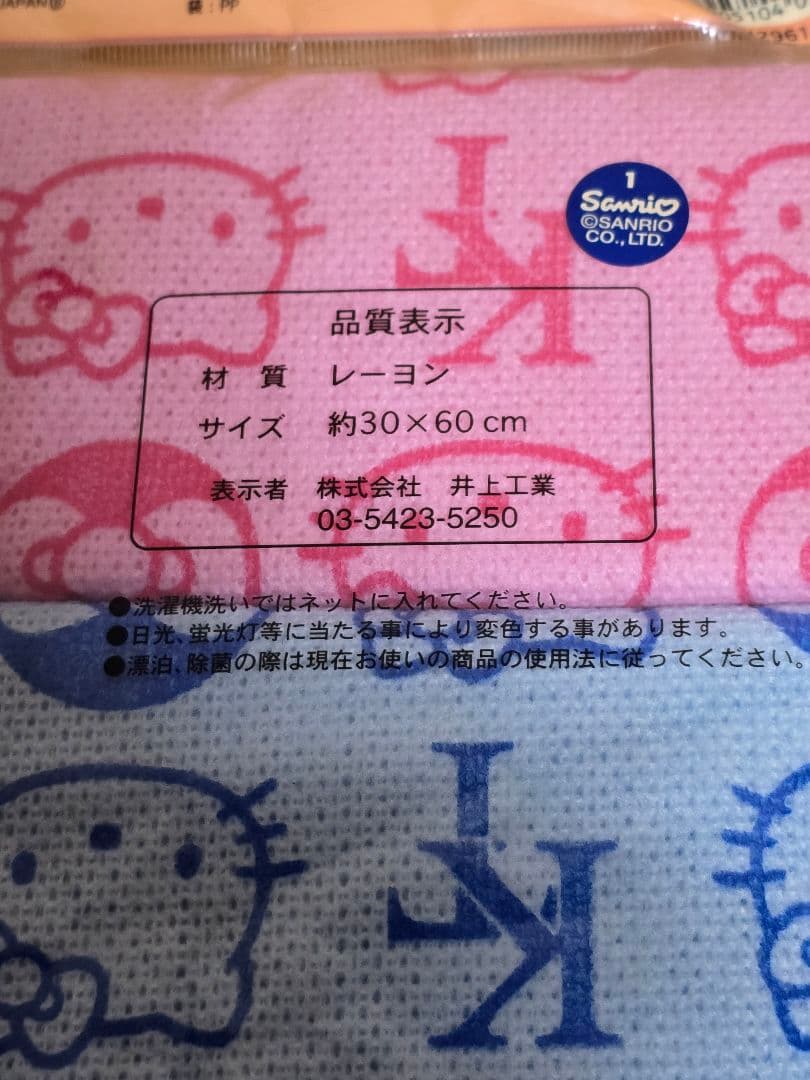 JAPAN®
袋:PP
1
Sanrio
©SANRIO
CO., LTD.
品質表示
材 質 レーヨン
サイズ 約30×60cm
表示者 株式会社 井上工業
03-5423-5250
●洗濯機洗いではネットに入れてください。
●日光、蛍光灯等に当たる事により変色する事があります。
●漂泊、除菌の際は現在お使いの商品の使用法に従ってください。